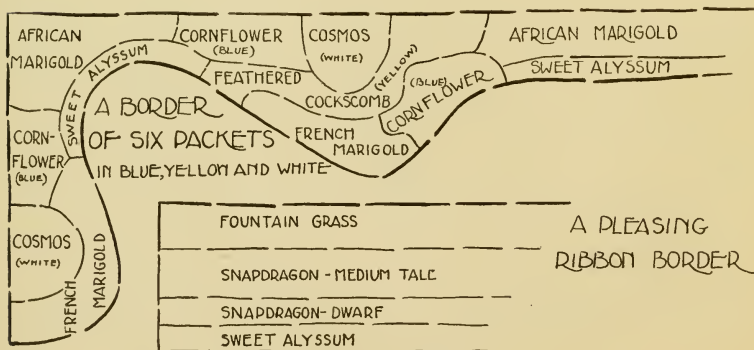 AFRICAN
MARIGOLD
SWEET ALYSSUM
CORNFLOWER
(BLUE)
FEATHERED
COCKSCOMB
(YELLOW)
COSMOS
(WHITE)
AFRICAN MARIGOLD
SWEET ALYSSUM
(BLUE)
CORNFLOWER
FRENCH
MARIGOLD
A BORDER
OF SIX PACKETS
IN BLUE, YELLOW AND WHITE
CORN-
FLOWER
(BLUE)
COSMOS
(WHITE)
FRENCH
MARIGOLD
FOUNTAIN GRASS
SNAPDRAGON - MEDIUM TALL
SNAPDRAGON - DWARF
SWEET ALYSSUM
A PLEASING
RIBBON BORDER